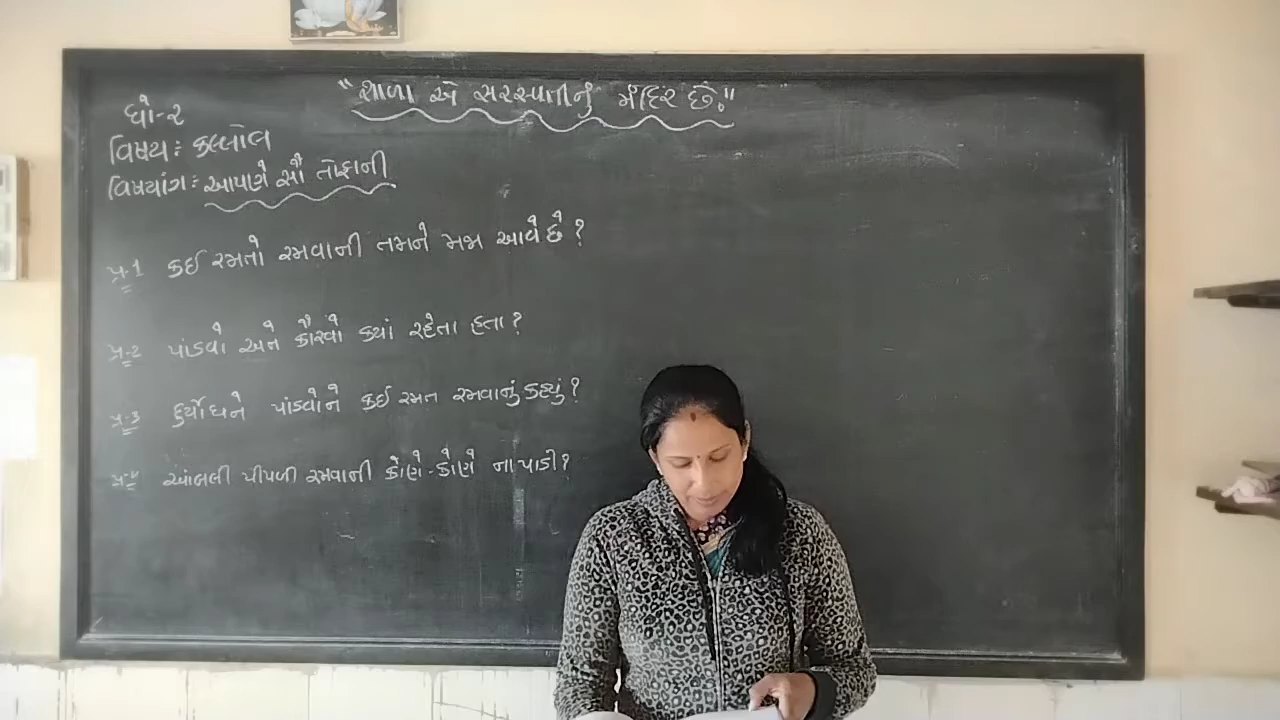 "શાળા એ સરસ્વતીનું મંદિર છે."
ધો-૨
વિષય: કલ્લોલ
વિષયાંગ: આપણે સૌ તોફાની
પ્ર-1 કઈ રમતો રમવાની તમને મજા આવે છે ?
પ્ર-૨ પાંડવો અને કૌરવો ક્યાં રહેતા હતા ?
પ્ર-૩ દુર્યોધને પાંડવોને કઈ રમત રમવાનું કહ્યું ?
પ્ર-૪ આંબલી પીપળી રમવાની કોણે-કોણે ના પાડી ?